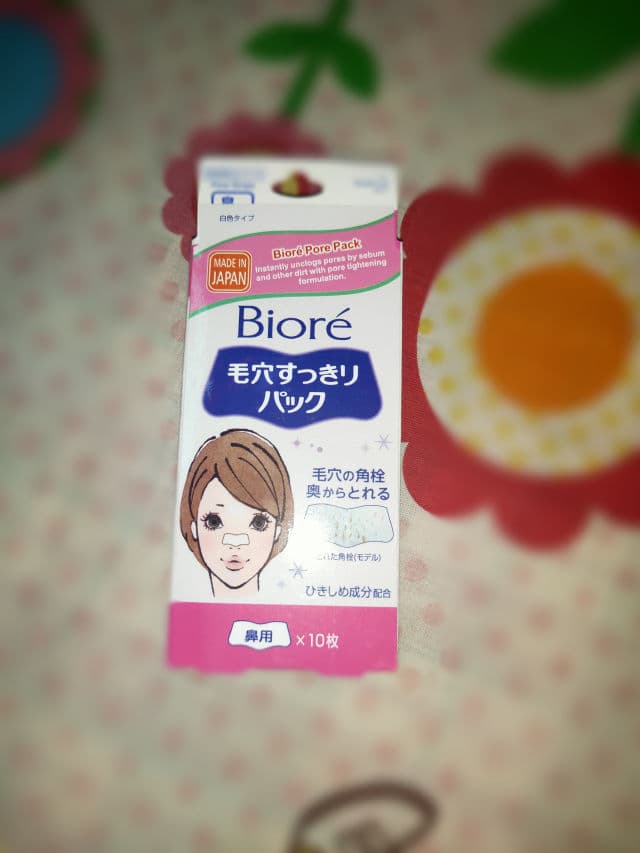 白色タイプ
MADE IN
JAPAN
Bioré Pore Pack
Instantly unclogs pores by sebum
and other dirt with pore tightening
formulation.
Bioré
毛穴すっきり
パック
毛穴の角栓
奥からとれる
れた角栓(モデル)
ひきしめ成分配合
鼻用
×10枚